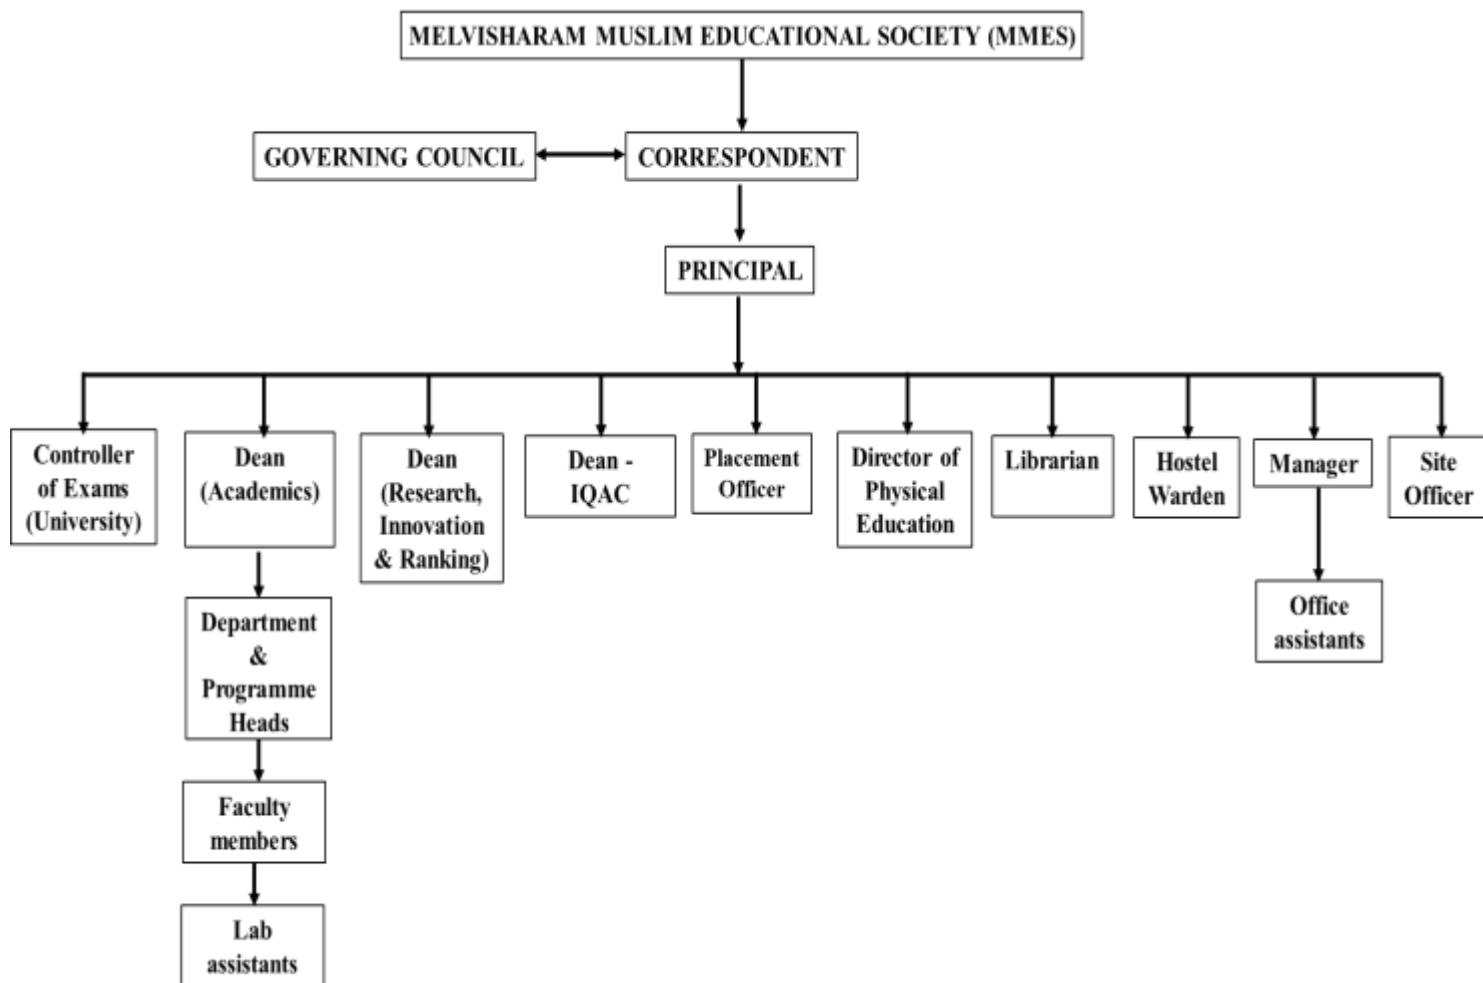 MELVISHARAM MUSLIM EDUCATIONAL SOCIETY (MMES)
GOVERNING COUNCIL
CORRESPONDENT
PRINCIPAL
Controller
of Exams
(University)
Dean
(Academics)
Dean
(Research,
Innovation
& Ranking)
Dean -
IQAC
Placement
Officer
Director of
Physical
Education
Librarian
Hostel
Warden
Manager
Site
Officer
Department
&
Programme
Heads
Office
assistants
Faculty
members
Lab
assistants